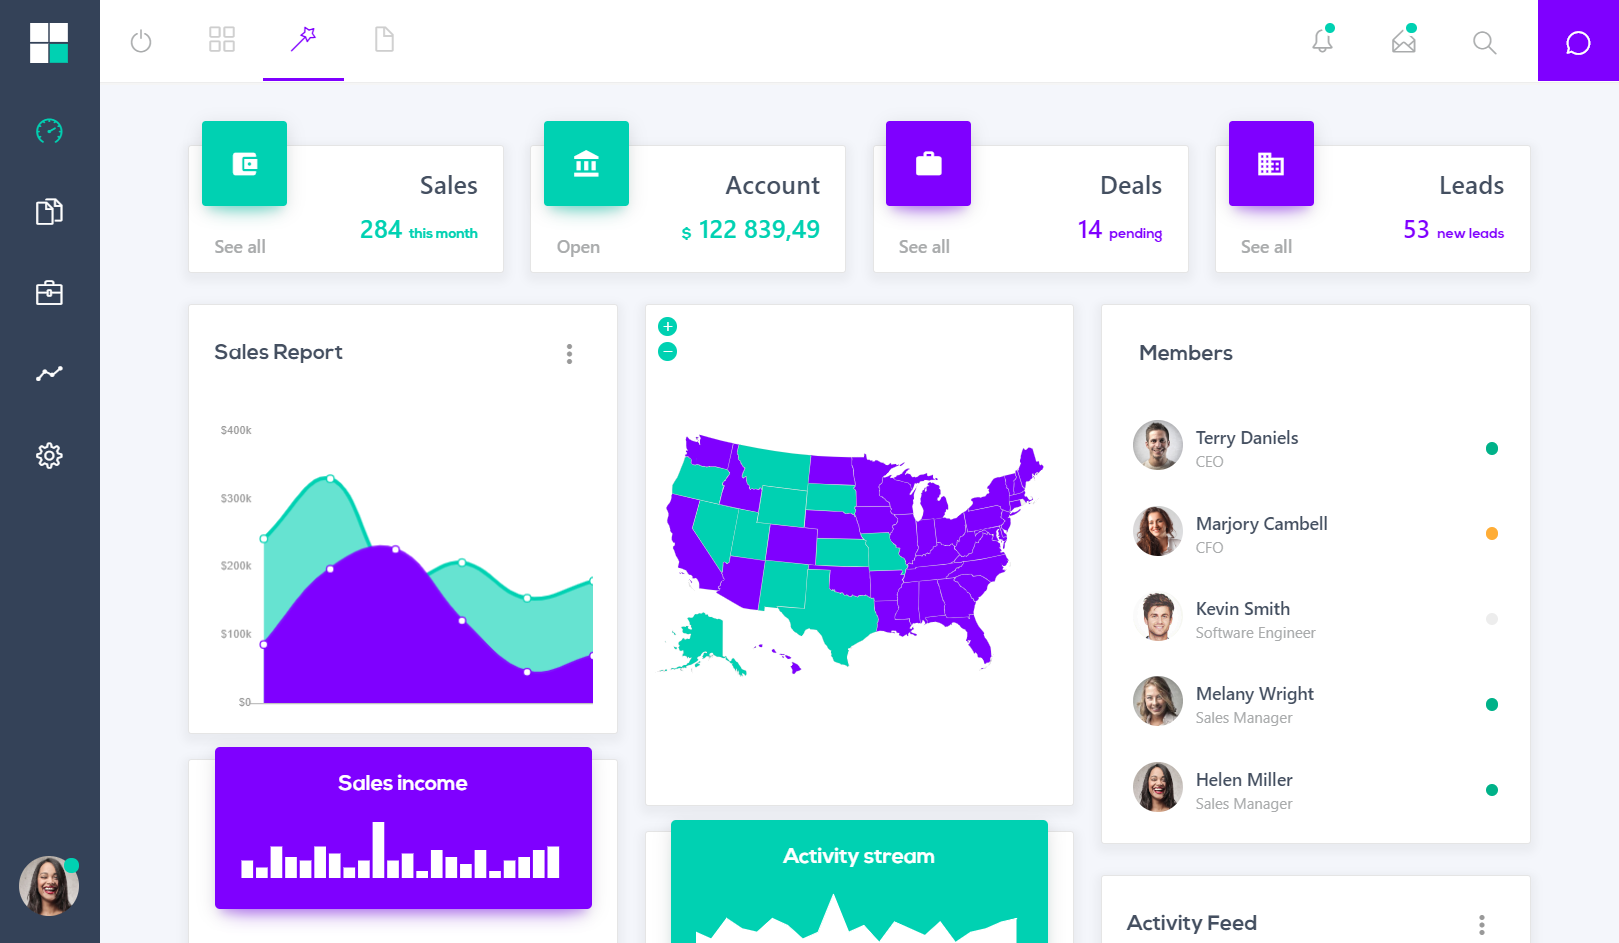 Sales
284 this month
See all
Account
$ 122 839,49
Open
Deals
14 pending
See all
Leads
53 new leads
See all
Sales Report
$400k
$300k
$200k
$100k
$0
Members
Terry Daniels
CEO
Marjory Cambell
CFO
Kevin Smith
Software Engineer
Melany Wright
Sales Manager
Helen Miller
Sales Manager
Sales income
Activity stream
Activity Feed